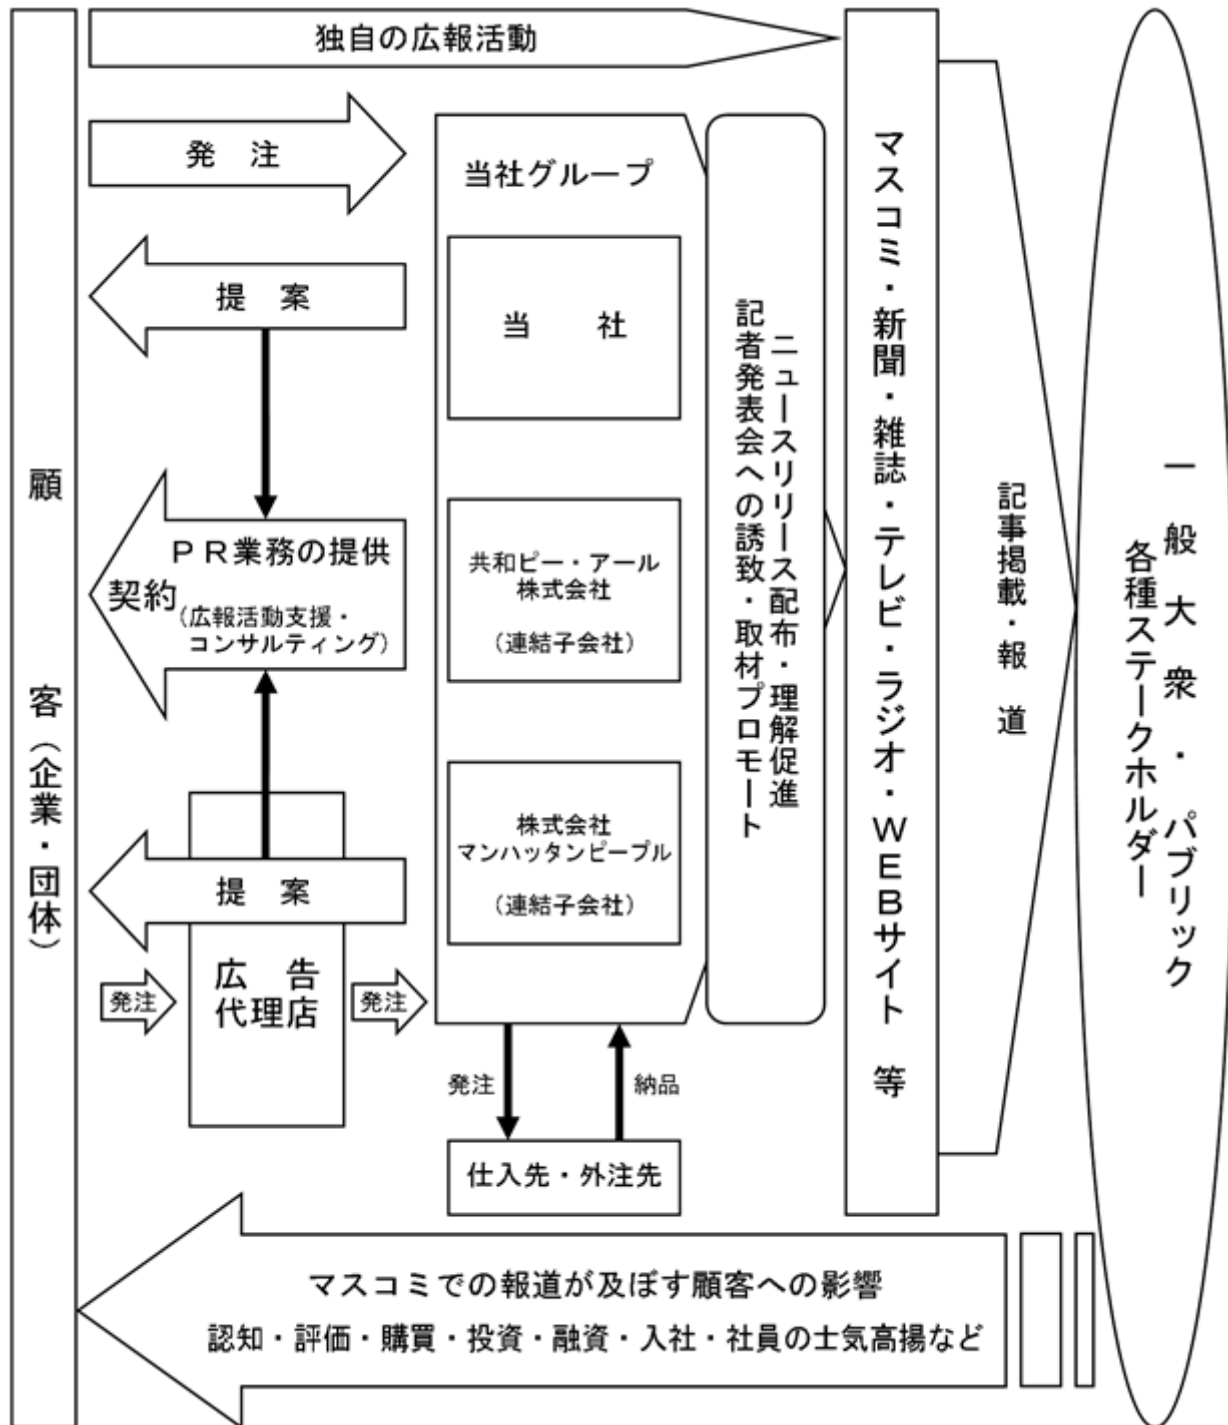 独自の広報活動
発 注
提 案
顧 客（企業・団体）
ＰＲ業務の提供
契約
（広報活動支援・
コンサルティング）
提 案
広 告
代理店
発注
発注
当社グループ
当 社
共和ピー・アール
株式会社
（連結子会社）
株式会社
マンハッタンピープル
（連結子会社）
発注
納品
仕入先・外注先
ニュースリリース配布・理解促進
記者発表会への誘致・取材プロモート
マスコミ・新聞・雑誌・テレビ・ラジオ・ＷＥＢサイト 等
記事掲載・報 道
一 般 大 衆 ・ パブリック
各種ステークホルダー
マスコミでの報道が及ぼす顧客への影響
認知・評価・購買・投資・融資・入社・社員の士気高揚など